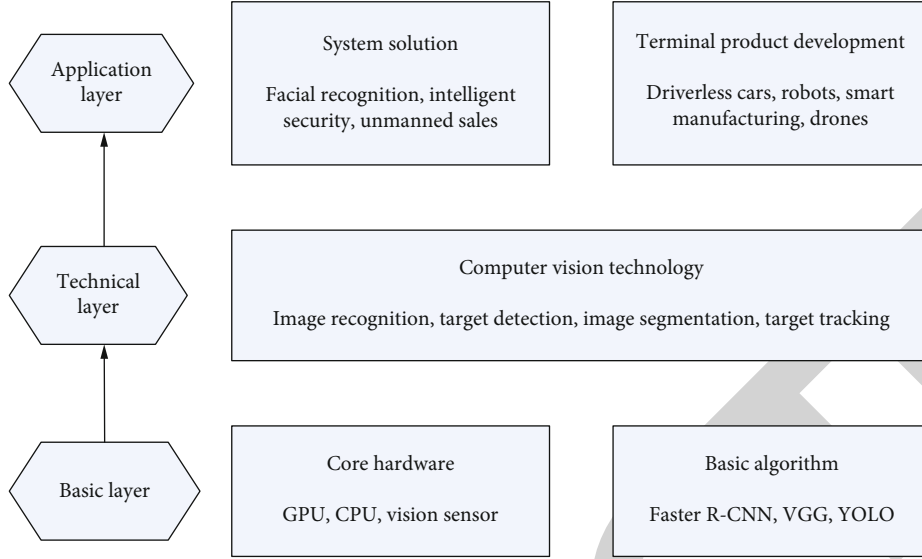 Application
layer
System solution
Facial recognition, intelligent
security, unmanned sales
Terminal product development
Driverless cars, robots, smart
manufacturing, drones
Technical
layer
Computer vision technology
Image recognition, target detection, image segmentation, target tracking
Basic layer
Core hardware
GPU, CPU, vision sensor
Basic algorithm
Faster R-CNN, VGG, YOLO